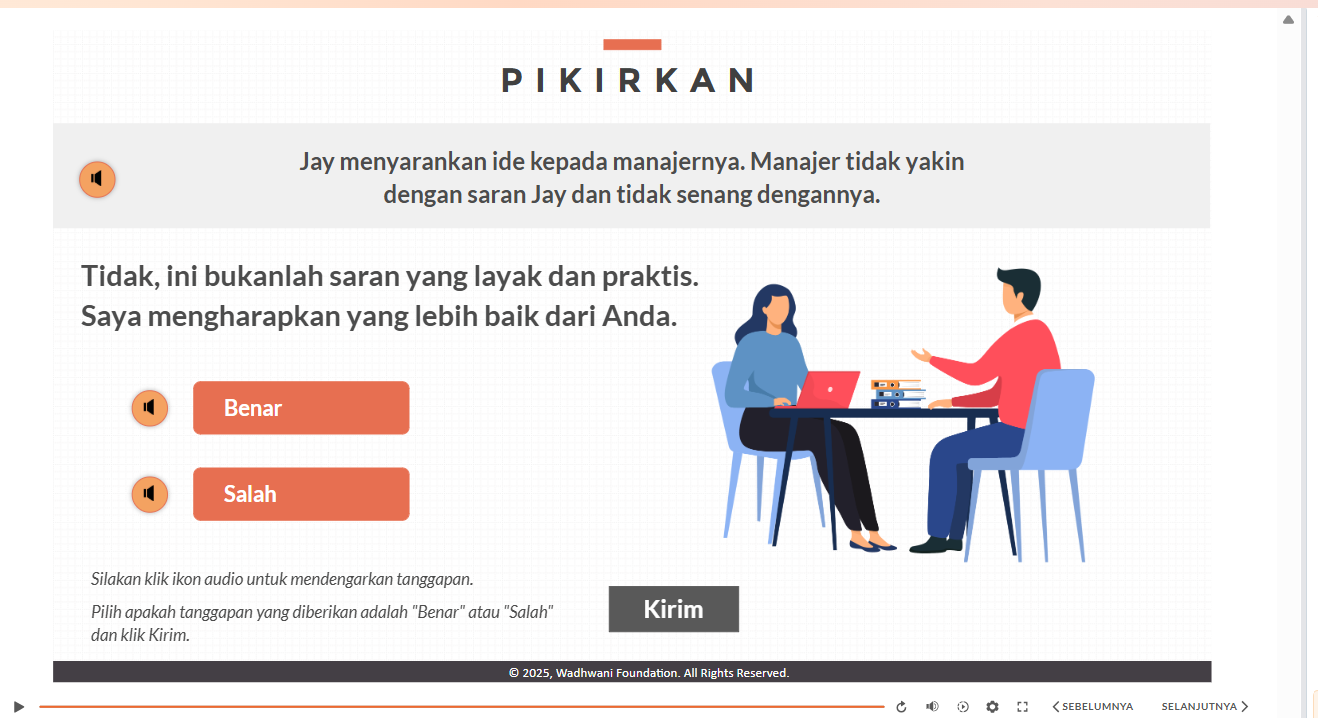 PIKIRKAN
Jay menyarankan ide kepada manajernya. Manajer tidak yakin
dengan saran Jay dan tidak senang dengannya.
Tidak, ini bukanlah saran yang layak dan praktis.
Saya mengharapkan yang lebih baik dari Anda.
Benar
Salah
Silakan klik ikon audio untuk mendengarkan tanggapan.
Pilih apakah tanggapan yang diberikan adalah "Benar" atau "Salah"
dan klik Kirim.
Kirim
© 2025, Wadhwani Foundation. All Rights Reserved.
SEBELUMNYA
SELANJUTNYA